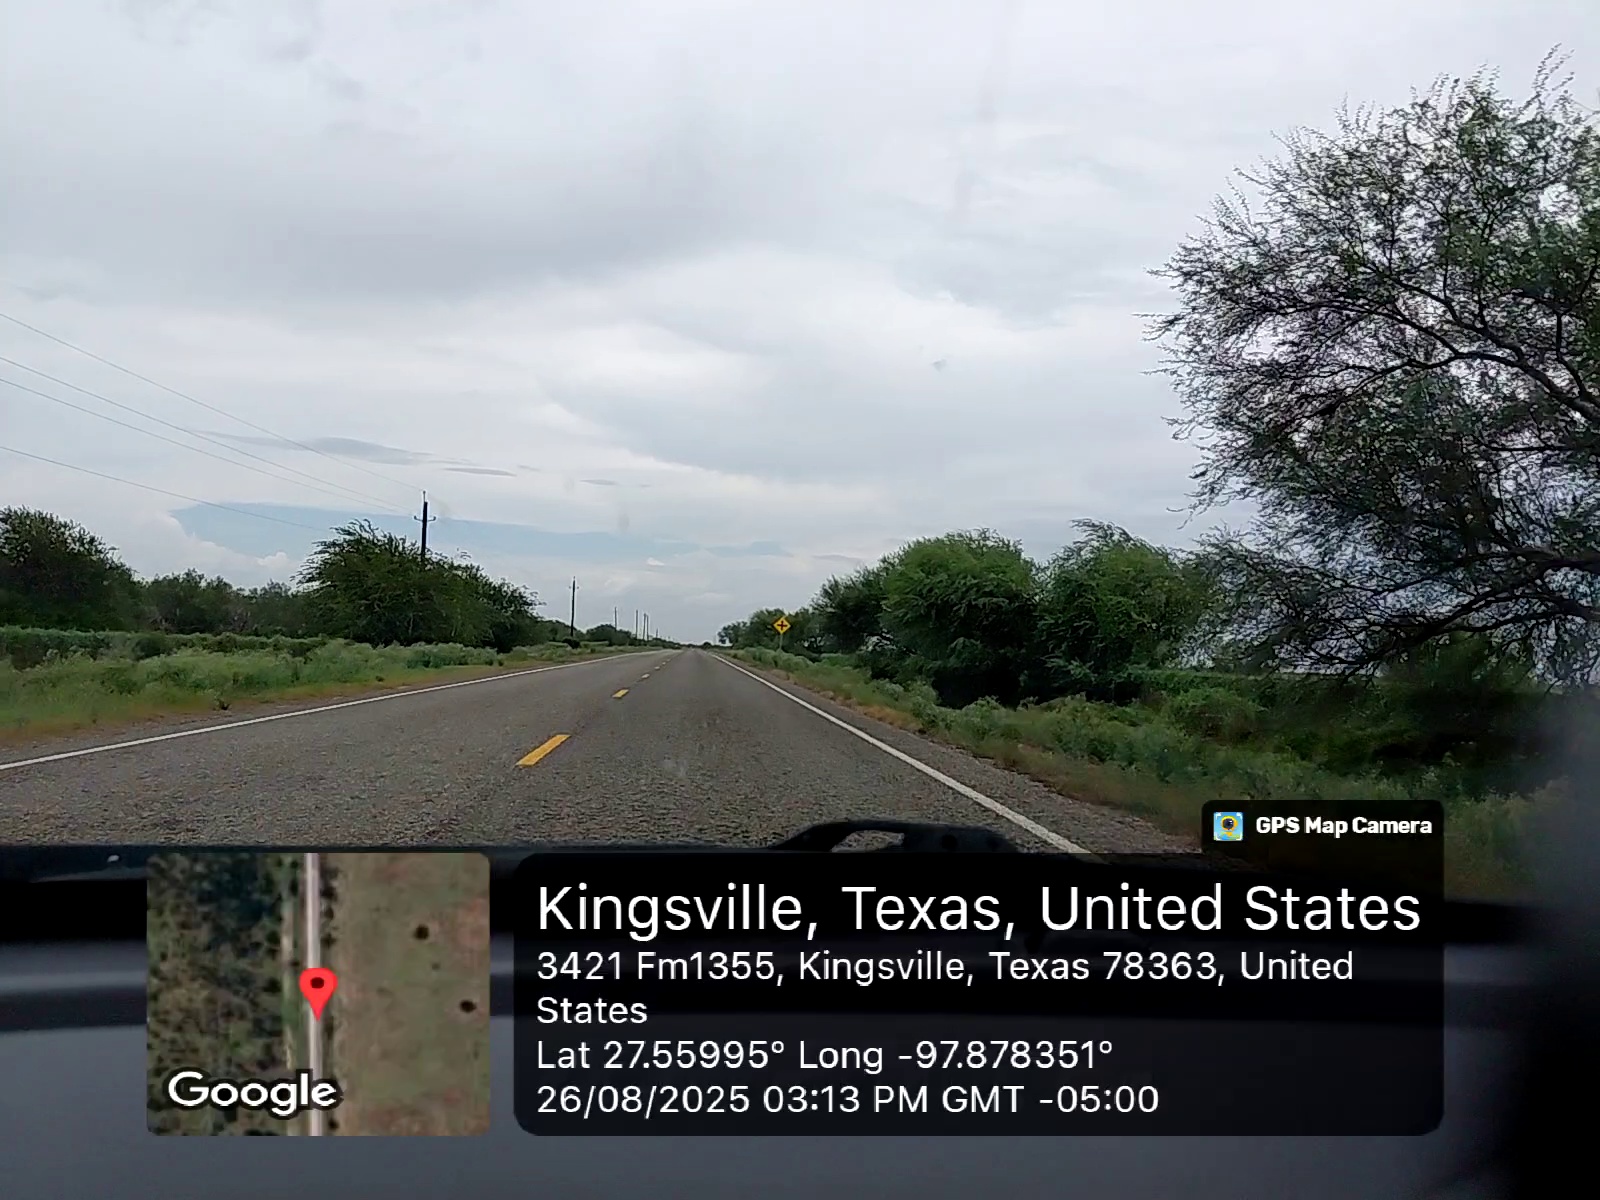 GPS Map Camera
Kingsville, Texas, United States
3421 Fm1355, Kingsville, Texas 78363, United
States
Lat 27.55995° Long -97.878351°
26/08/2025 03:13 PM GMT -05:00
Google